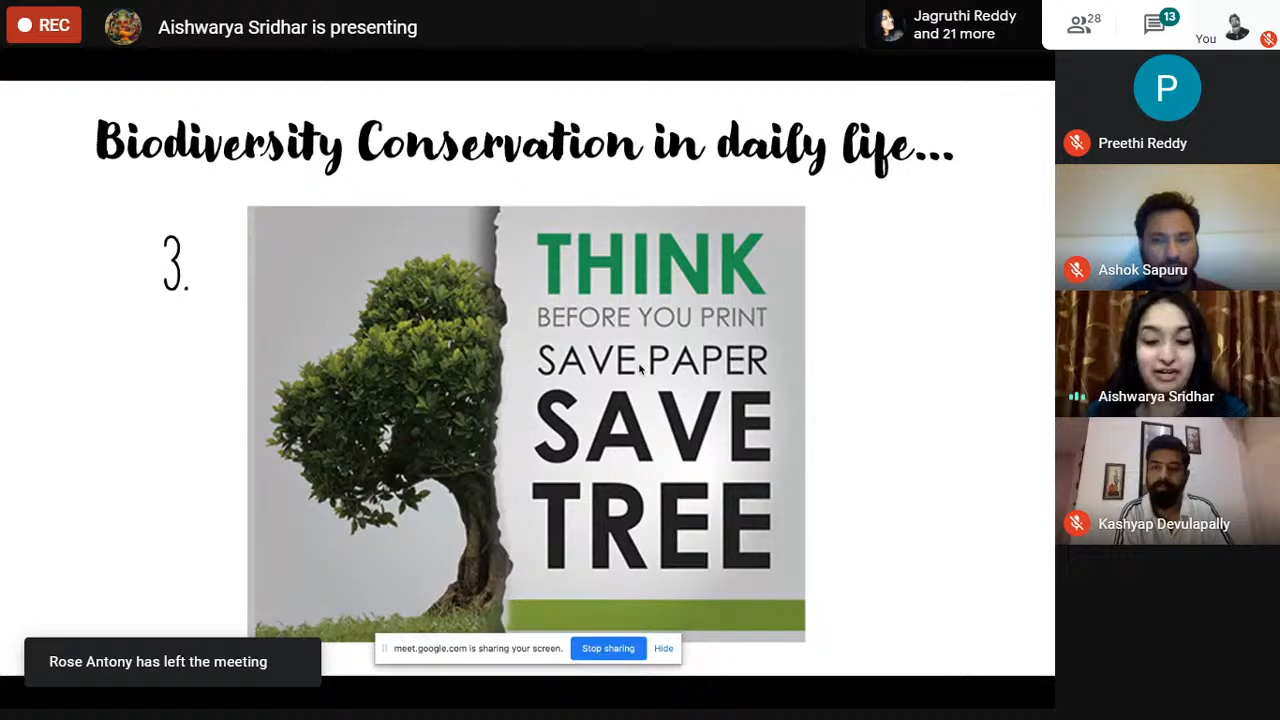 REC
Aishwarya Sridhar is presenting
Jagruthi Reddy
and 21 more
28
13
You
Biodiversity Conservation in daily life...
3.
THINK
BEFORE YOU PRINT
SAVE PAPER
SAVE
TREE
P
Preethi Reddy
Ashok Sapuru
Aishwarya Sridhar
Kashyap Devulapally
meet.google.com is sharing your screen.
Stop sharing
Hide
Rose Antony has left the meeting